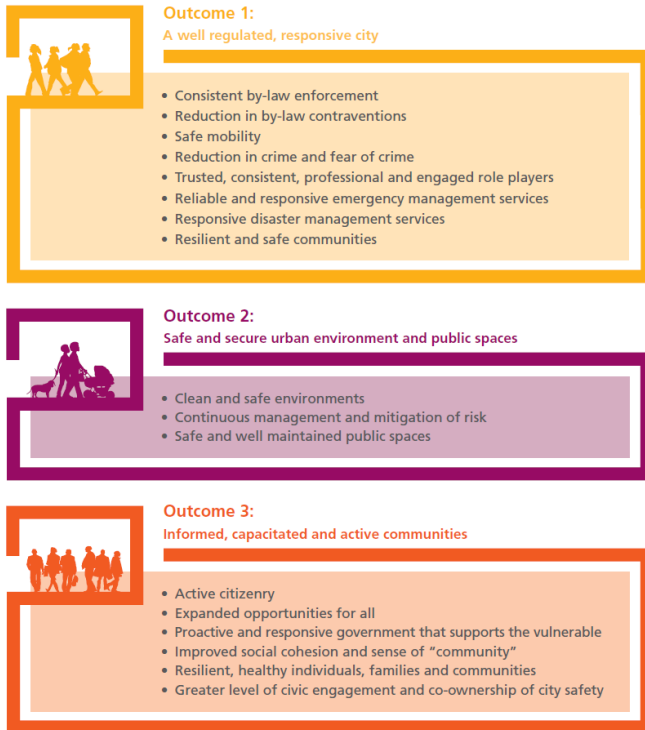 Outcome 1:
A well regulated, responsive city
• Consistent by-law enforcement
• Reduction in by-law contraventions
• Safe mobility
• Reduction in crime and fear of crime
• Trusted, consistent, professional and engaged role players
• Reliable and responsive emergency management services
• Responsive disaster management services
• Resilient and safe communities
Outcome 2:
Safe and secure urban environment and public spaces
• Clean and safe environments
• Continuous management and mitigation of risk
• Safe and well maintained public spaces
Outcome 3:
Informed, capacitated and active communities
• Active citizenry
• Expanded opportunities for all
• Proactive and responsive government that supports the vulnerable
• Improved social cohesion and sense of “community”
• Resilient, healthy individuals, families and communities
• Greater level of civic engagement and co-ownership of city safety